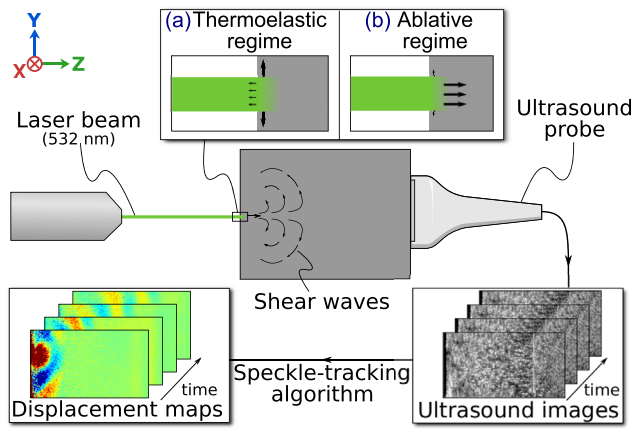 (a) Thermoelastic
regime
(b) Ablative
regime
Y
X
Z
Laser beam
(532 nm)
Ultrasound
probe
Shear waves
time
Displacement maps
Speckle-tracking
algorithm
time
Ultrasound images